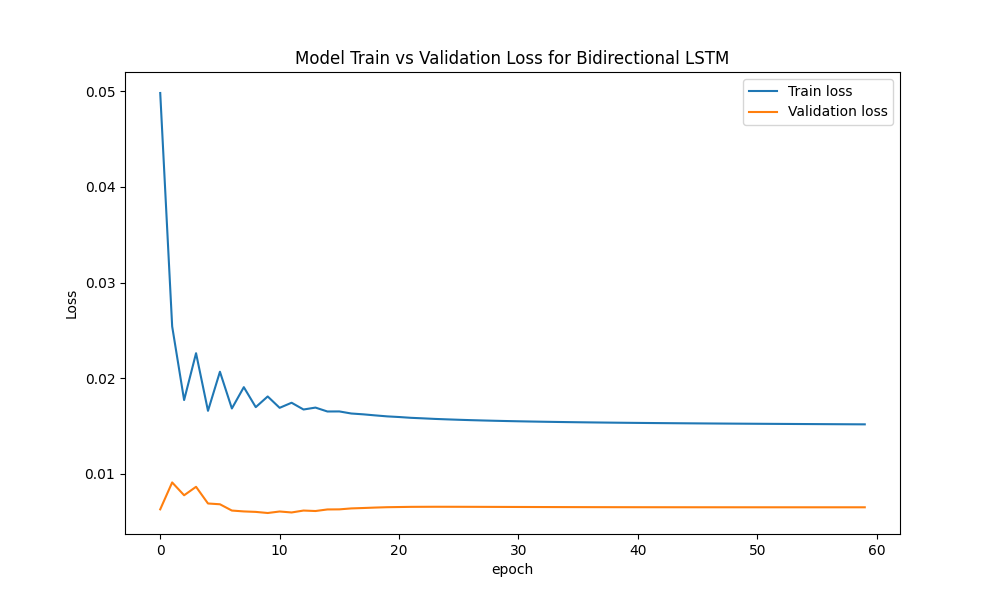 Model Train vs Validation Loss for Bidirectional LSTM
Train loss
Validation loss
0.05
0.04
0.03
0.02
0.01
Loss
0 10 20 30 40 50 60
epoch